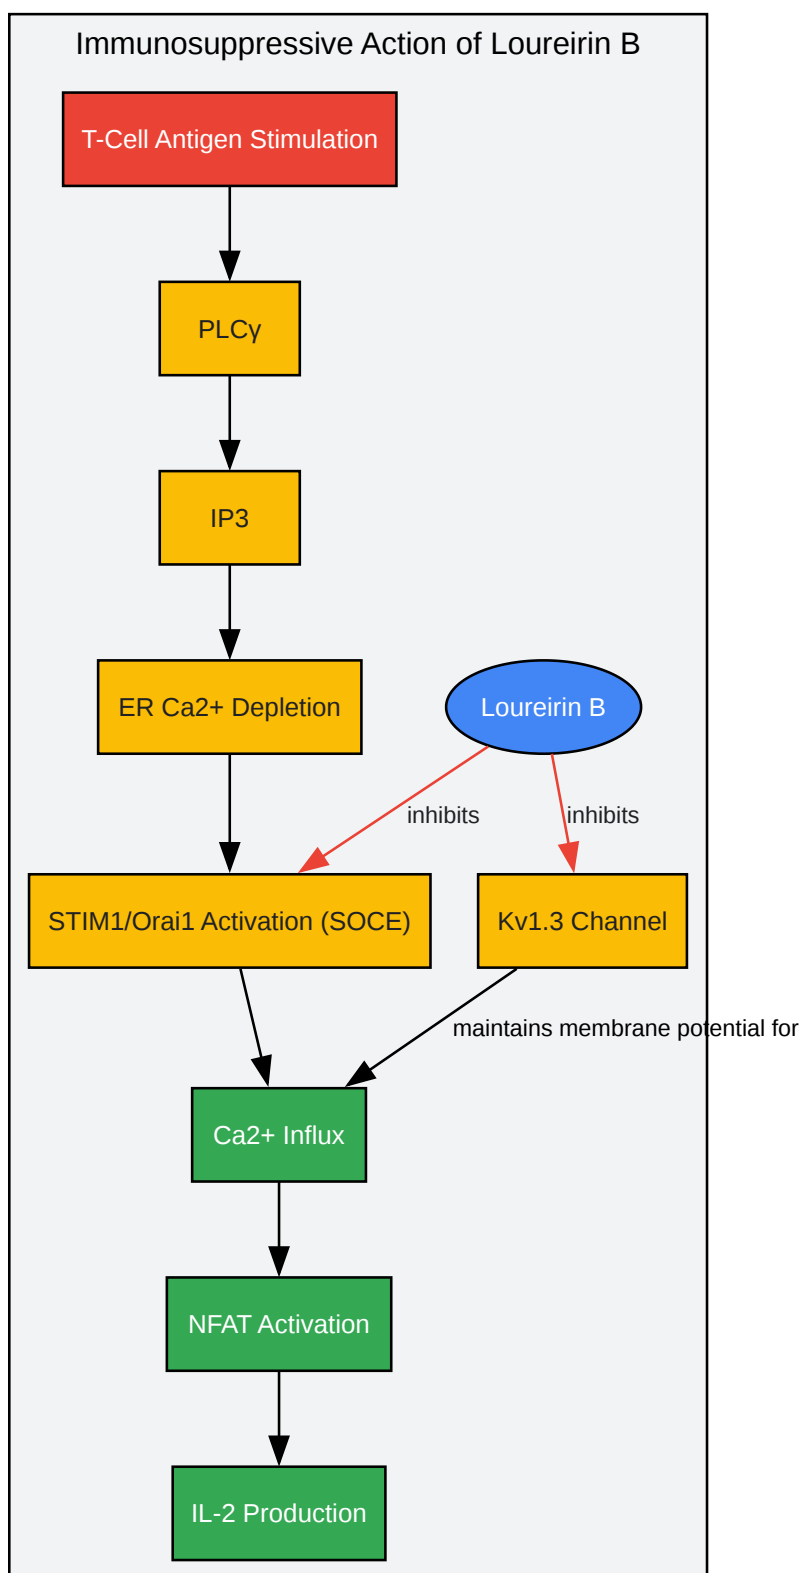 Immunosuppressive Action of Loureirin B
T-Cell Antigen Stimulation
PLCγ
IP3
ER Ca2+ Depletion
Loureirin B
inhibits
inhibits
STIM1/Orai1 Activation (SOCE)
Kv1.3 Channel
maintains membrane potential for
Ca2+ Influx
NFAT Activation
IL-2 Production